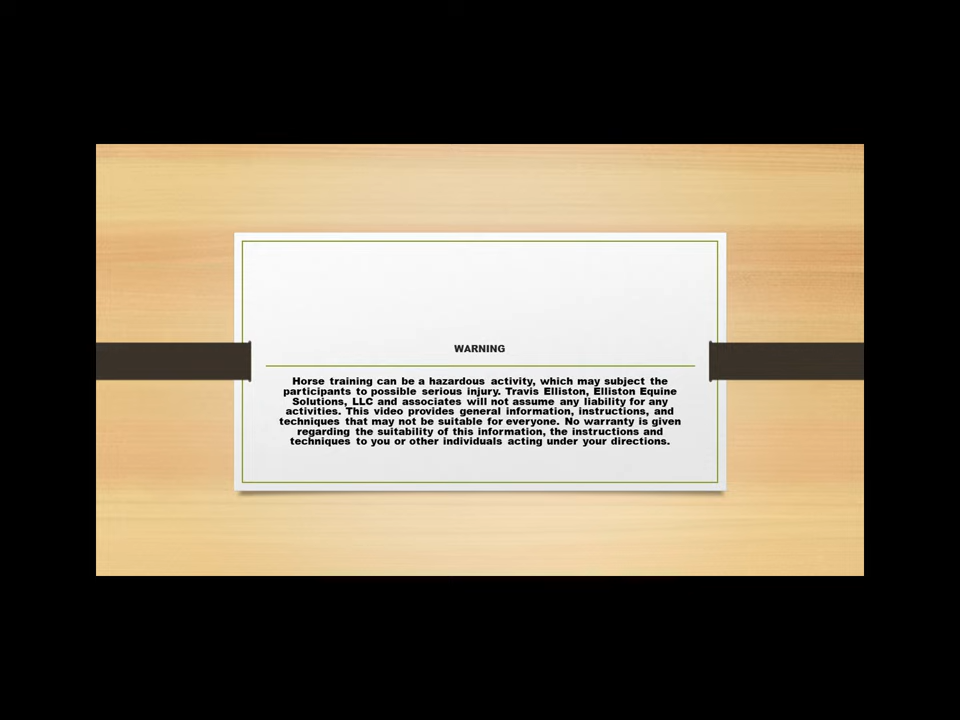 WARNING
Horse training can be a hazardous activity, which may subject the
participants to possible serious injury. Travis Elliston, Elliston Equine
Solutions, LLC and associates will not assume any liability for any
activities. This video provides general information, instructions, and
techniques that may not be suitable for everyone. No warranty is given
regarding the suitability of this information, the instructions and
techniques to you or other individuals acting under your directions.